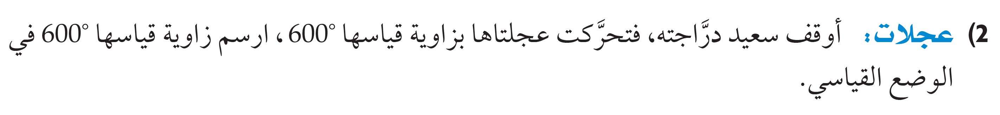 2) عجلات: أوقف سعيد درَّاجته، فتحرَّكت عجلتاها بزاوية قياسها 600°، ارسم زاوية قياسها 600° في
الوضع القياسي.